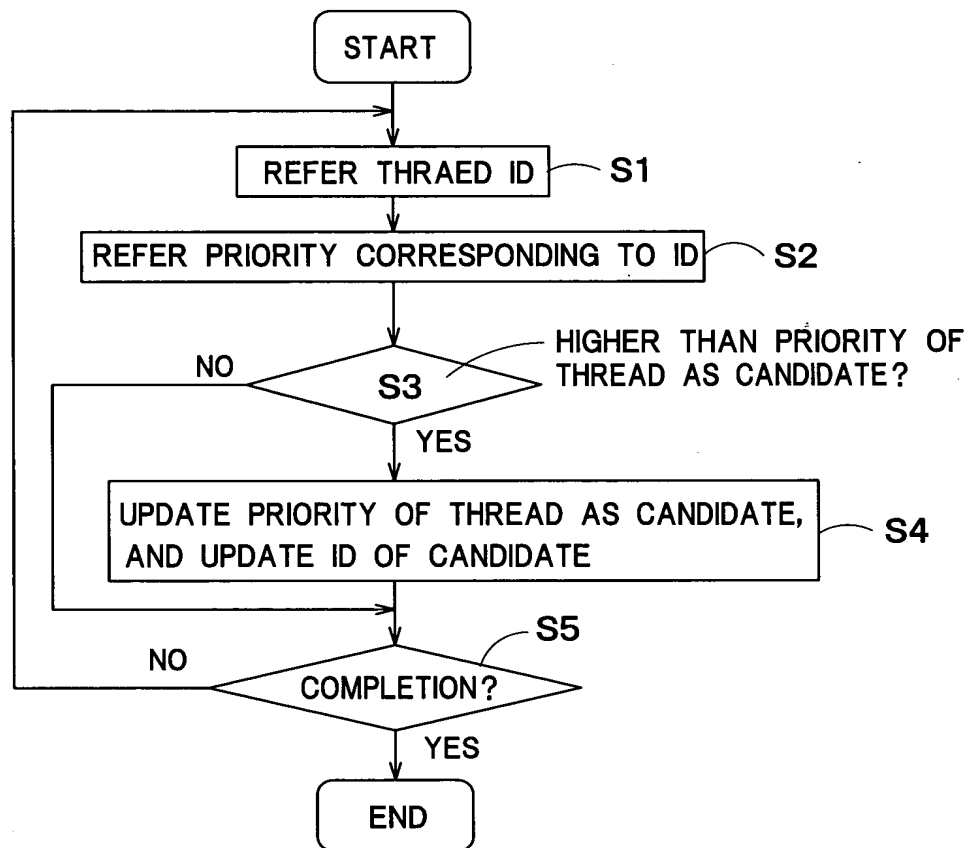 START
REFER THRAED ID
S1
REFER PRIORITY CORRESPONDING TO ID
S2
HIGHER THAN PRIORITY OF
THREAD AS CANDIDATE?
NO
S3
YES
UPDATE PRIORITY OF THREAD AS CANDIDATE,
AND UPDATE ID OF CANDIDATE
S4
S5
NO
COMPLETION?
YES
END